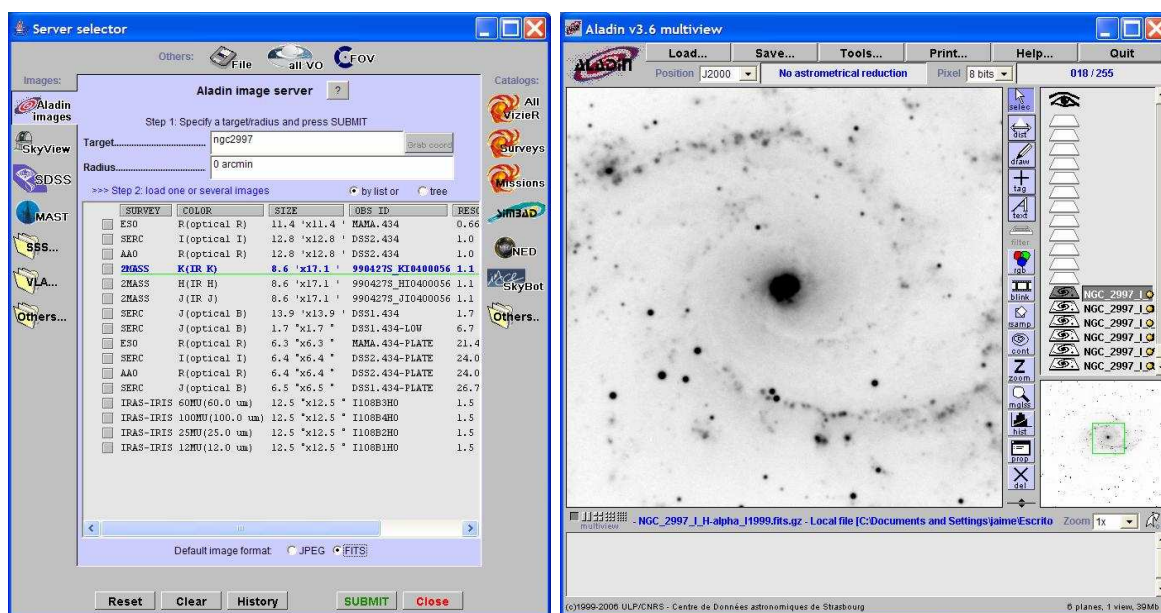 Server selector
Others: File all VO FOV
Images:
Catalogs:
Aladin images
SkyView
SDSS
MAST
SSS...
VLA...
Others...
Aladin image server ?
Step 1: Specify a target/radius and press SUBMIT
Target ngc2997 Grab coord
Radius 0 arcmin
>>> Step 2: load one or several images by list or tree
SURVEY COLOR SIZE OBS ID RESO
ESO R(optical R) 11.4 'x11.4 ' MAMA.434 0.66
SERC I(optical I) 12.8 'x12.8 ' DSS2.434 1.0
AAO R(optical R) 12.8 'x12.8 ' DSS2.434 1.0
2MASS K(IR K) 8.6 'x17.1 ' 990427S_KI0400056 1.1
2MASS H(IR H) 8.6 'x17.1 ' 990427S_HI0400056 1.1
2MASS J(IR J) 8.6 'x17.1 ' 990427S_JI0400056 1.1
SERC J(optical B) 13.9 'x13.9 ' DSS1.434 1.7
SERC J(optical B) 1.7 °x1.7 ° DSS1.434-LOW 6.7
ESO R(optical R) 6.3 °x6.3 ° MAMA.434-PLATE 21.4
SERC I(optical I) 6.4 °x6.4 ° DSS2.434-PLATE 24.0
AAO R(optical R) 6.4 °x6.4 ° DSS2.434-PLATE 24.0
SERC J(optical B) 6.5 °x6.5 ° DSS1.434-PLATE 26.7
IRAS-IRIS 60MU(60.0 um) 12.5 °x12.5 ° I108B3H0 1.5
IRAS-IRIS 100MU(100.0 um) 12.5 °x12.5 ° I108B4H0 1.5
IRAS-IRIS 25MU(25.0 um) 12.5 °x12.5 ° I108B2H0 1.5
IRAS-IRIS 12MU(12.0 um) 12.5 °x12.5 ° I108B1H0 1.5
Default image format: JPEG FITS
Reset Clear History SUBMIT Close
All VizieR
Surveys
Missions
SIMBAD
NED
SkyBot
Others..
Aladin v3.6 multiview
ALADIN
Load... Save... Tools... Print... Help... Quit
Position J2000 No astrometrical reduction Pixel 8 bits 018 / 255
selec
dist
draw
tag
text
filter
rgb
blink
rsamp
cont
zoom
mglss
hist
prop
del
NGC_2997_I
NGC_2997_I
NGC_2997_I
NGC_2997_I
NGC_2997_I
NGC_2997_I
multiview - NGC_2997_I_H-alpha_I1999.fits.gz - Local file [C:\Documents and Settings\jaime\Escrito Zoom 1x
(c)1999-2006 ULP/CNRS - Centre de Données astronomiques de Strasbourg
6 planes, 1 view, 39Mb